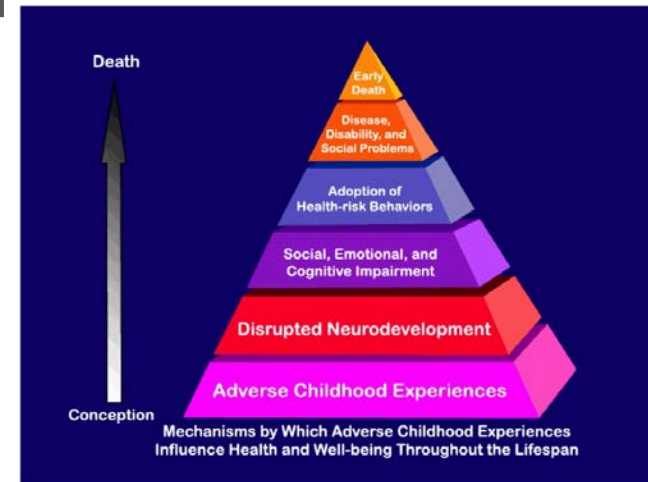 Death
Early
Death
Disease,
Disability, and
Social Problems
Adoption of
Health-risk Behaviors
Social, Emotional, and
Cognitive Impairment
Disrupted Neurodevelopment
Adverse Childhood Experiences
Conception
Mechanisms by Which Adverse Childhood Experiences
Influence Health and Well-being Throughout the Lifespan